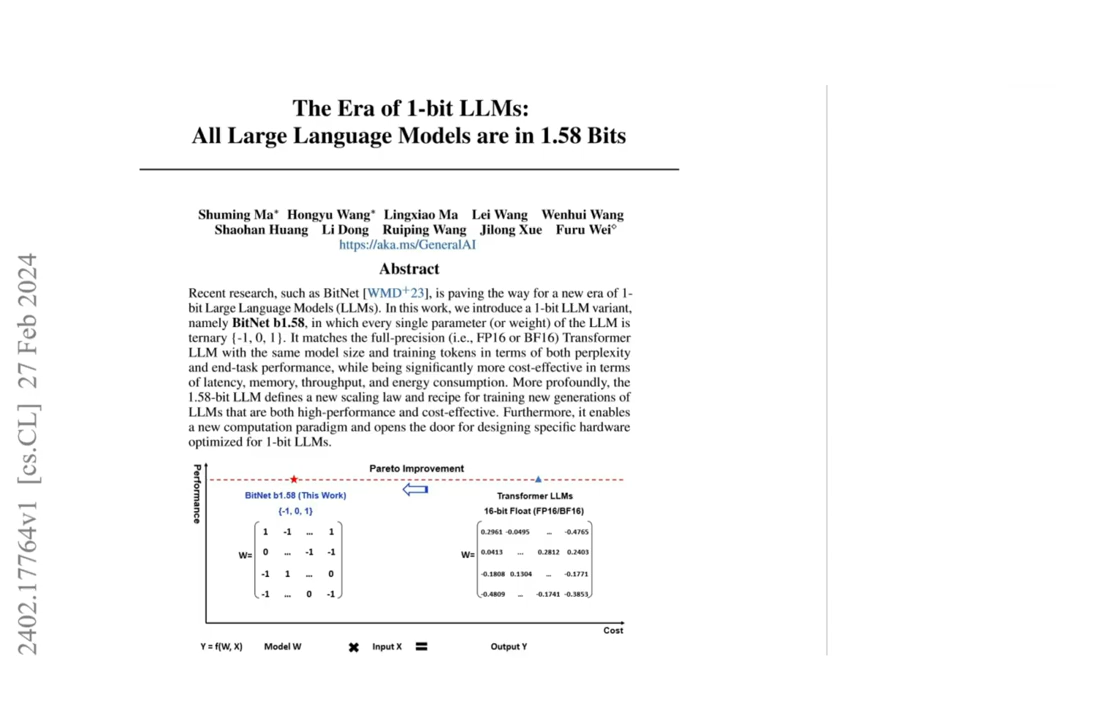 The Era of 1-bit LLMs:
All Large Language Models are in 1.58 Bits
Shuming Ma* Hongyu Wang* Lingxiao Ma Lei Wang Wenhui Wang
Shaohan Huang Li Dong Ruiping Wang Jilong Xue Furu Wei⋄
https://aka.ms/GeneralAI
Abstract
Recent research, such as BitNet [WMD+23], is paving the way for a new era of 1-
bit Large Language Models (LLMs). In this work, we introduce a 1-bit LLM variant,
namely BitNet b1.58, in which every single parameter (or weight) of the LLM is
ternary {-1, 0, 1}. It matches the full-precision (i.e., FP16 or BF16) Transformer
LLM with the same model size and training tokens in terms of both perplexity
and end-task performance, while being significantly more cost-effective in terms
of latency, memory, throughput, and energy consumption. More profoundly, the
1.58-bit LLM defines a new scaling law and recipe for training new generations of
LLMs that are both high-performance and cost-effective. Furthermore, it enables
a new computation paradigm and opens the door for designing specific hardware
optimized for 1-bit LLMs.
2402.17764v1 [cs.CL] 27 Feb 2024
Performance
Pareto Improvement
BitNet b1.58 (This Work)
{-1, 0, 1}
W=
1 -1 ... 1
0 ... -1 -1
-1 1 ... 0
-1 ... 0 -1
Transformer LLMs
16-bit Float (FP16/BF16)
W=
0.2961 -0.0495 ... -0.4765
0.0413 ... 0.2812 0.2403
-0.1808 0.1304 ... -0.1771
-0.4809 ... -0.1741 -0.3853
Cost
Y = f(W, X) Model W ✖ Input X = Output Y